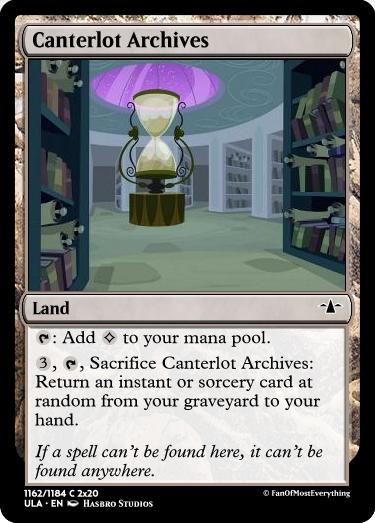 Canterlot Archives
Land
: Add to your mana pool.
3, , Sacrifice Canterlot Archives:
Return an instant or sorcery card at
random from your graveyard to your
hand.
If a spell can't be found here, it can't be
found anywhere.
1162/1184 C 2x20
ULA • EN HASBRO STUDIOS
© FanOfMostEverything